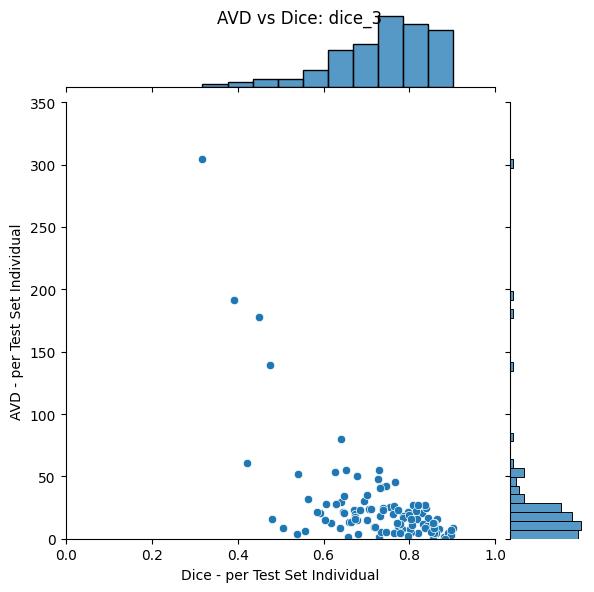 AVD vs Dice: dice_3
350
300
250
200
150
100
50
0
AVD - per Test Set Individual
0.0 0.2 0.4 0.6 0.8 1.0
Dice - per Test Set Individual